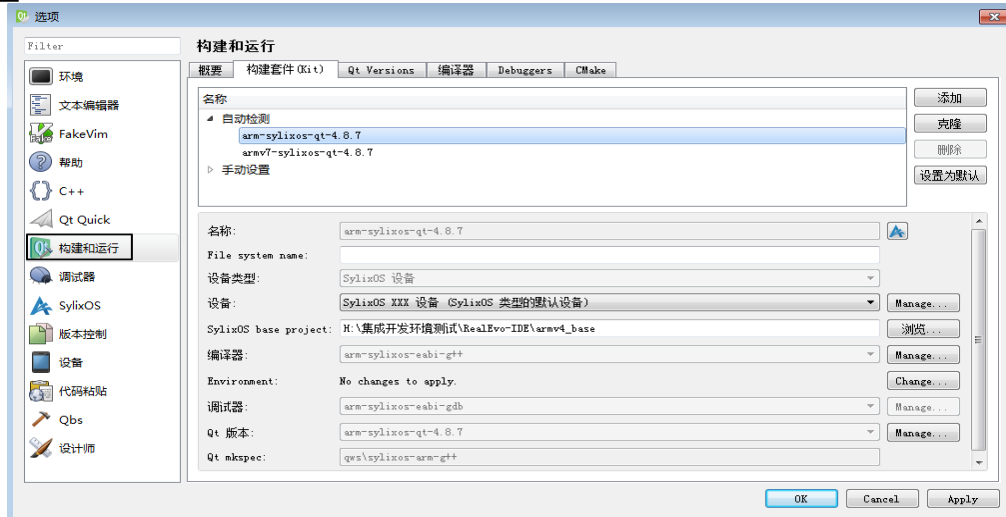 选项
Filter
环境
文本编辑器
FakeVim
帮助
C++
Qt Quick
构建和运行
调试器
SylixOS
版本控制
设备
代码粘贴
Qbs
设计师
构建和运行
概要 构建套件(Kit) Qt Versions 编译器 Debuggers CMake
名称
自动检测
arm-sylixos-qt-4.8.7
armv7-sylixos-qt-4.8.7
手动设置
添加
克隆
删除
设置为默认
名称: arm-sylixos-qt-4.8.7
File system name:
设备类型: SylixOS 设备
设备: SylixOS XXX 设备 (SylixOS 类型的默认设备) Manage...
SylixOS base project: H:\集成开发环境测试\RealEvo-IDE\armv4_base 浏览...
编译器: arm-sylixos-eabi-g++ Manage...
Environment: No changes to apply. Change...
调试器: arm-sylixos-eabi-gdb Manage...
Qt 版本: arm-sylixos-qt-4.8.7 Manage...
Qt mkspec: qws\sylixos-arm-g++
OK Cancel Apply